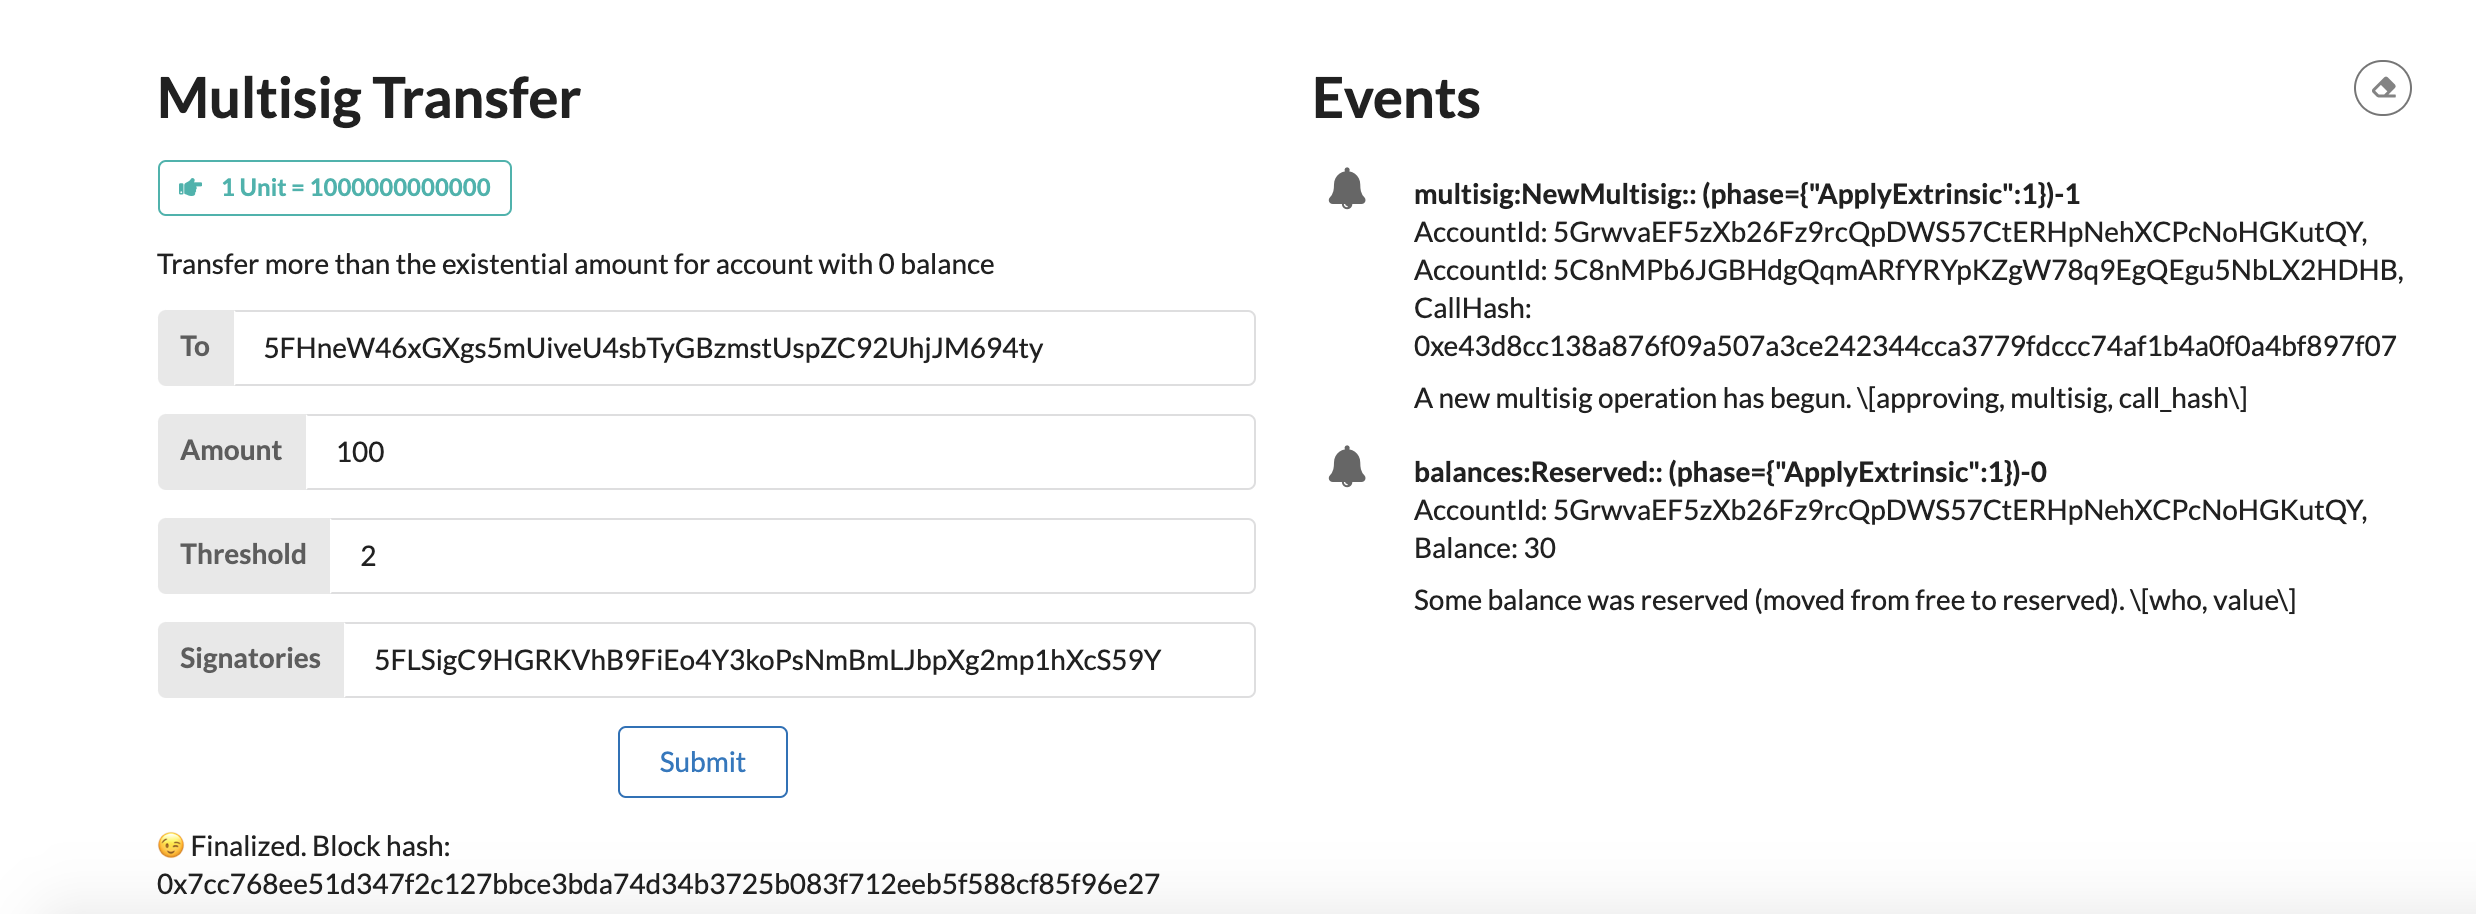 Multisig Transfer
1 Unit = 1000000000000
Transfer more than the existential amount for account with 0 balance
To 5FHneW46xGXgs5mUiveU4sbTyGBzmstUspZC92UhjJM694ty
Amount 100
Threshold 2
Signatories 5FLSigC9HGRKVhB9FiEo4Y3koPsNmBmLJbpXg2mp1hXcS59Y
Submit
😉 Finalized. Block hash:
0x7cc768ee51d347f2c127bbce3bda74d34b3725b083f712eeb5f588cf85f96e27
Events
multisig:NewMultisig:: (phase={"ApplyExtrinsic":1})-1
AccountId: 5GrwvaEF5zXb26Fz9rcQpDWS57CtERHpNehXCPcNoHGKutQY,
AccountId: 5C8nMPb6JGBHdgQqmARfYRYpKZgW78q9EgQEgu5NbLX2HDHB,
CallHash:
0xe43d8cc138a876f09a507a3ce242344cca3779fdccc74af1b4a0f0a4bf897f07
A new multisig operation has begun. \[approving, multisig, call_hash\]
balances:Reserved:: (phase={"ApplyExtrinsic":1})-0
AccountId: 5GrwvaEF5zXb26Fz9rcQpDWS57CtERHpNehXCPcNoHGKutQY,
Balance: 30
Some balance was reserved (moved from free to reserved). \[who, value\]